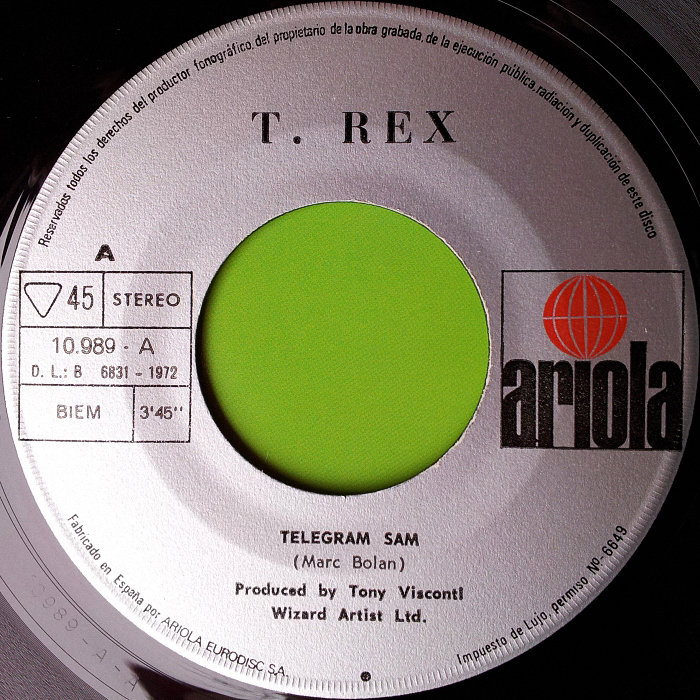 Reservados todos los derechos del productor fonográfico, del propietario de la obra grabada, de la ejecución pública, radiación y duplicación de este disco
T. REX
A
45 STEREO
10.989 - A
D. L.: B 6831 - 1972
BIEM 3'45''
ariola
TELEGRAM SAM
(Marc Bolan)
Produced by Tony Visconti
Wizard Artist Ltd.
Fabricado en España por ARIOLA EURODISC S.A.
Impuesto de Lujo permiso Nº-6649
10989-A-A